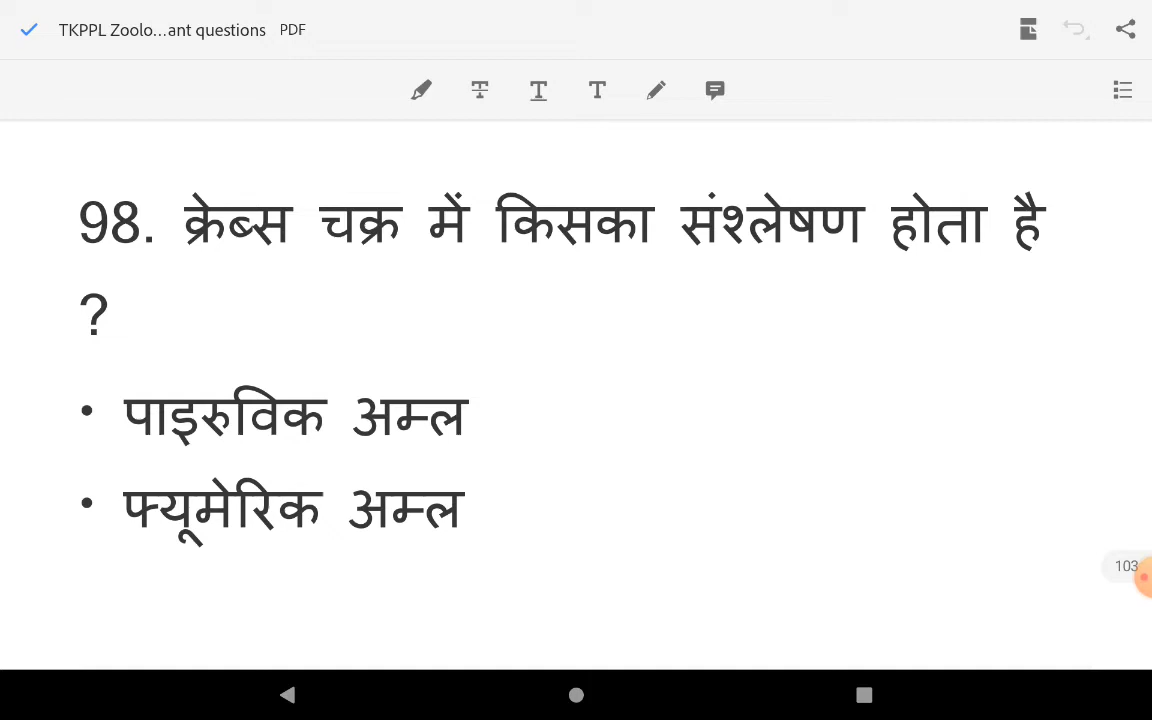 TKPPL Zoolo...ant questions PDF
98. क्रेब्स चक्र में किसका संश्लेषण होता है
?
• पाइरुविक अम्ल
• फ्यूमेरिक अम्ल
103